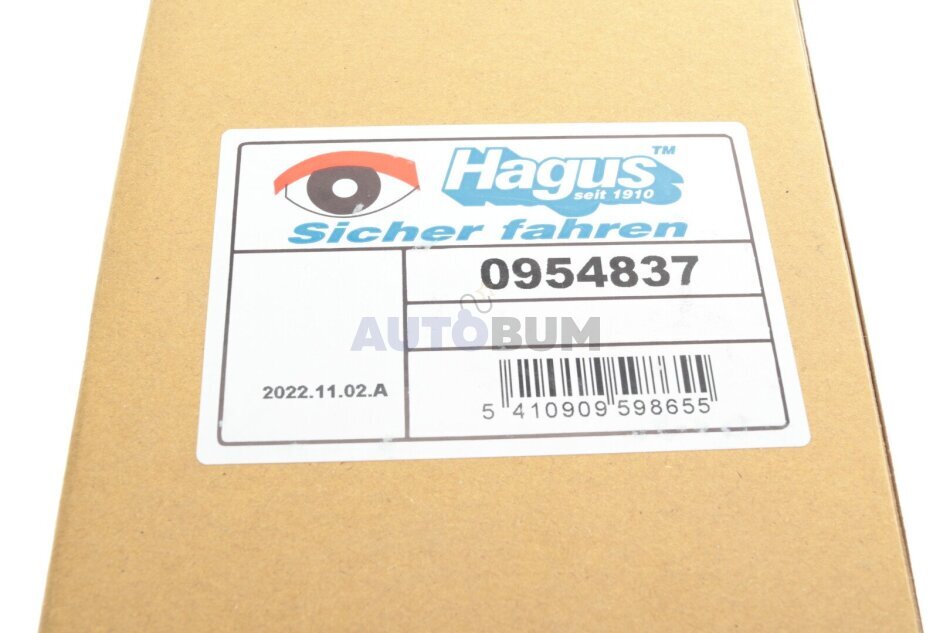 Hagus™
seit 1910
Sicher fahren
0954837
AUTOBUM
2022.11.02.A
5 410909 598655